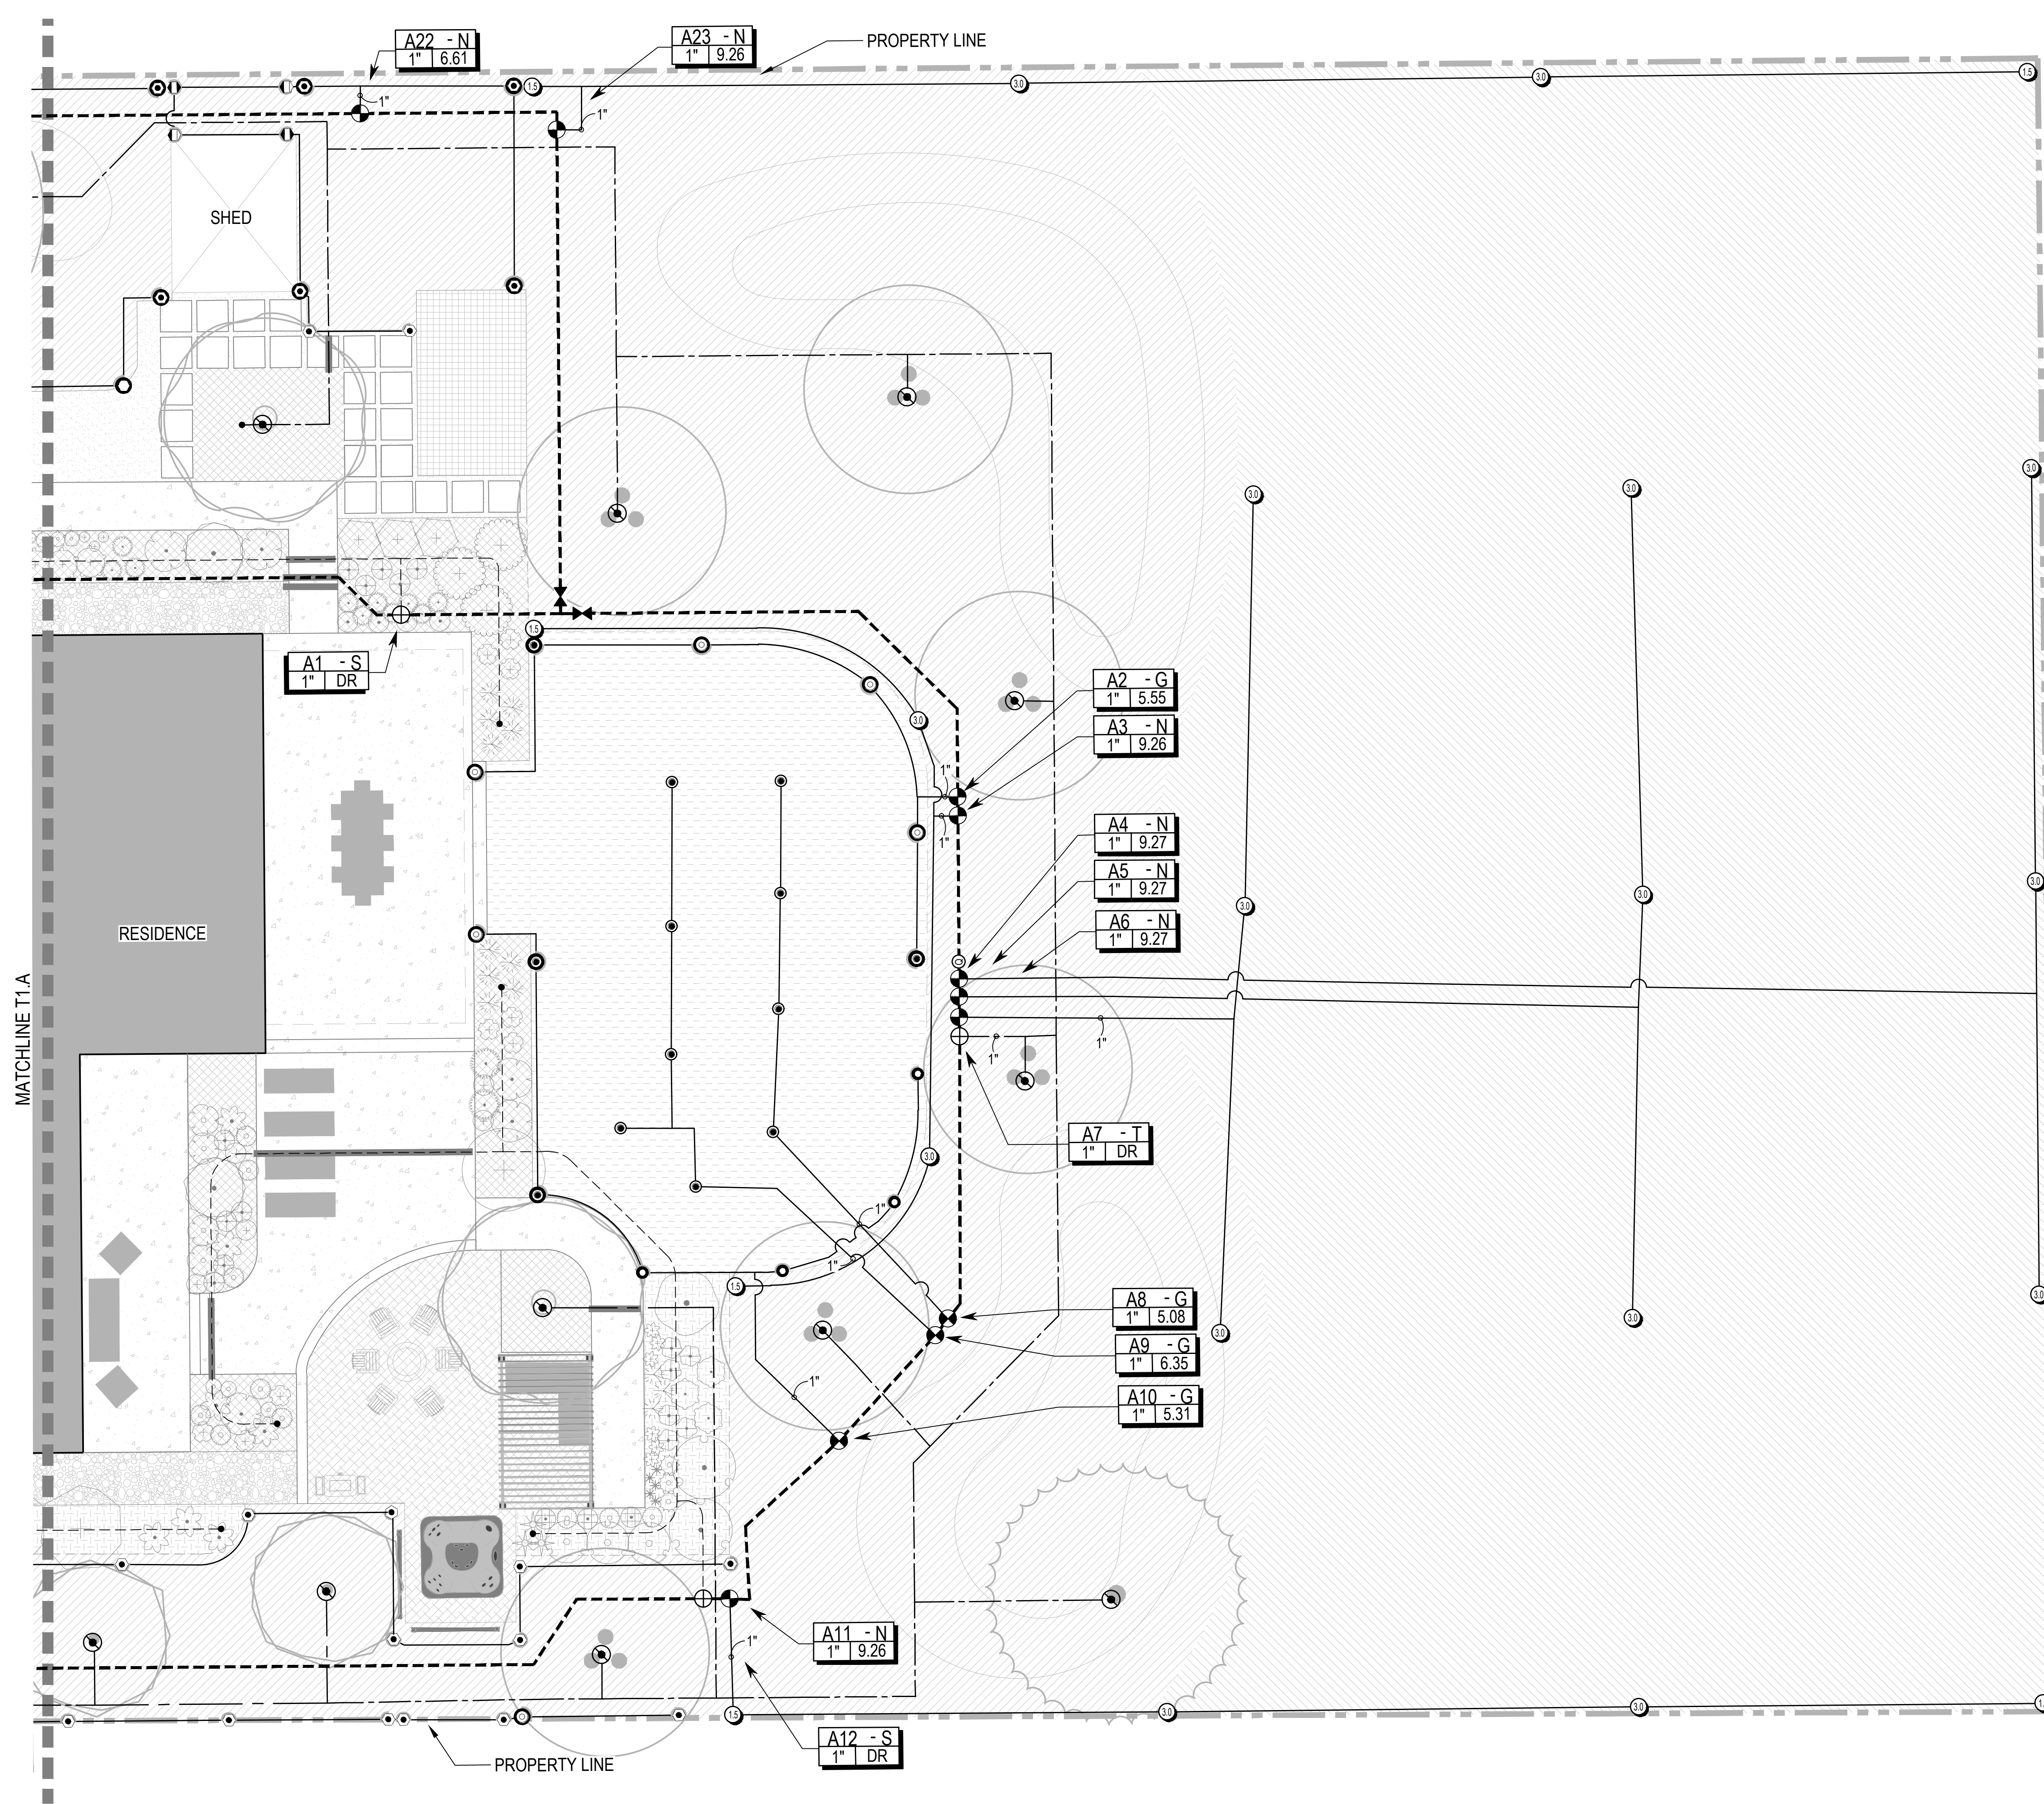 A22 - N
1" 6.61
A23 - N
1" 9.26
PROPERTY LINE
1.5
3.0
3.0
1.5
1"
1"
SHED
3.0
3.0
3.0
1.5
A1 - S
1" DR
A2 - G
1" 5.55
3.0
A3 - N
1" 9.26
1"
1"
A4 - N
1" 9.27
A5 - N
1" 9.27
3.0
3.0
3.0
A6 - N
1" 9.27
RESIDENCE
Q
MATCHLINE T1.A
1"
1"
A7 - T
1" DR
3.0
1"
1"
1.5
A8 - G
1" 5.08
3.0
3.0
3.0
A9 - G
1" 6.35
1"
A10 - G
1" 5.31
A11 - N
1" 9.26
1"
1.5
3.0
3.0
A12 - S
1" DR
PROPERTY LINE